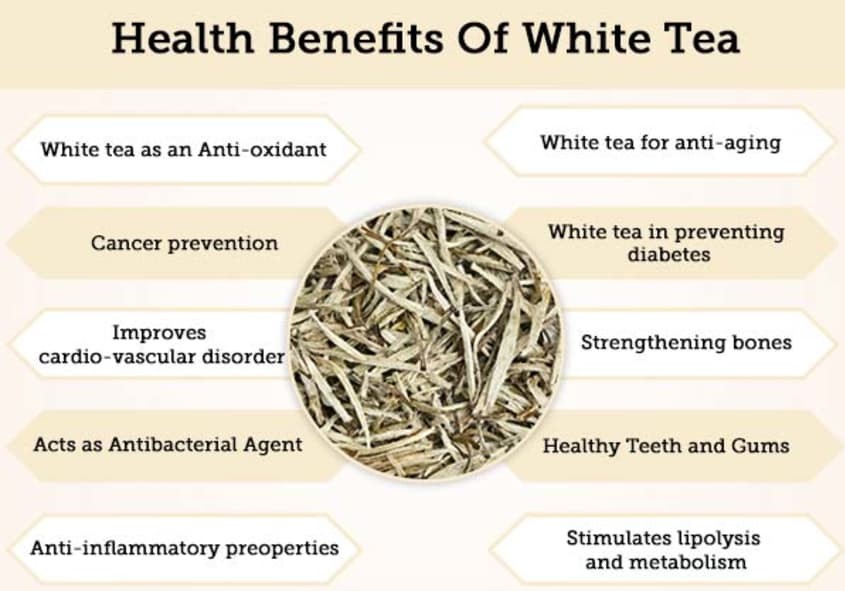 Health Benefits Of White Tea
White tea as an Anti-oxidant
White tea for anti-aging
Cancer prevention
White tea in preventing
diabetes
Improves
cardio-vascular disorder
Strengthening bones
Acts as Antibacterial Agent
Healthy Teeth and Gums
Anti-inflammatory preoperties
Stimulates lipolysis
and metabolism